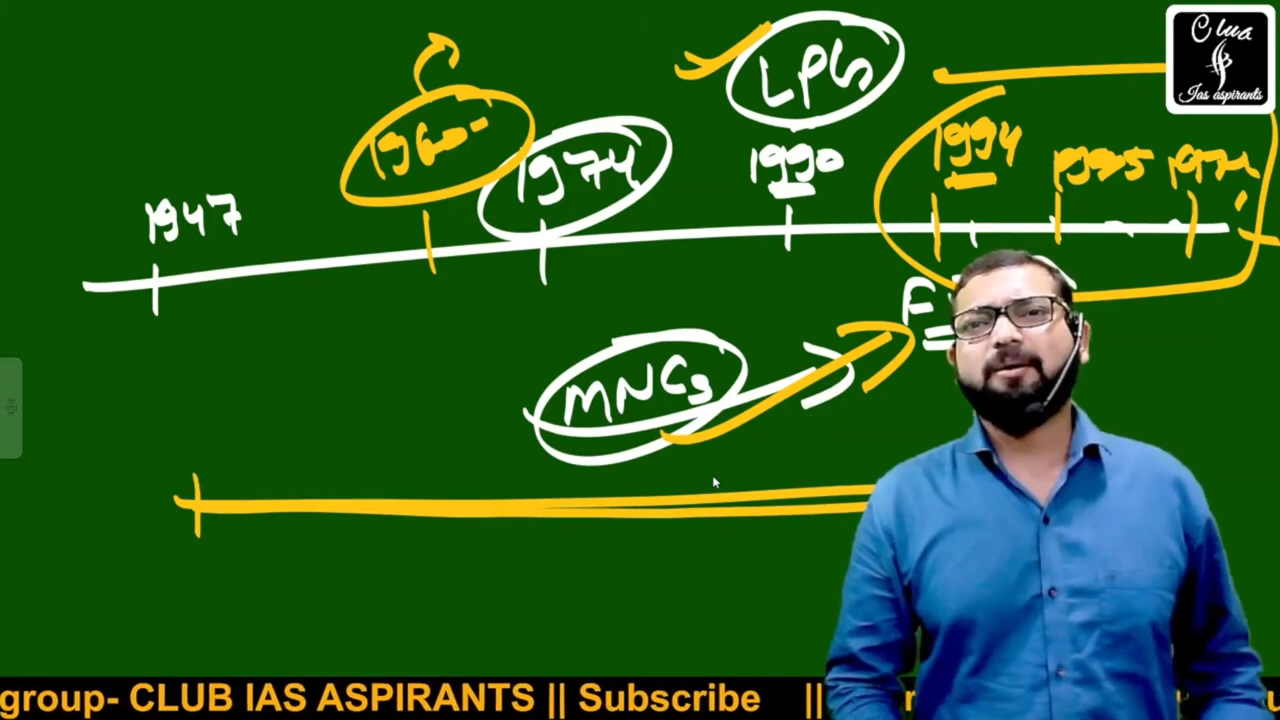 Club
Ias aspirants
LPG
1960-
1974
1990
1994
1995
1947
F
MNCs
group- CLUB IAS ASPIRANTS || Subscribe ||